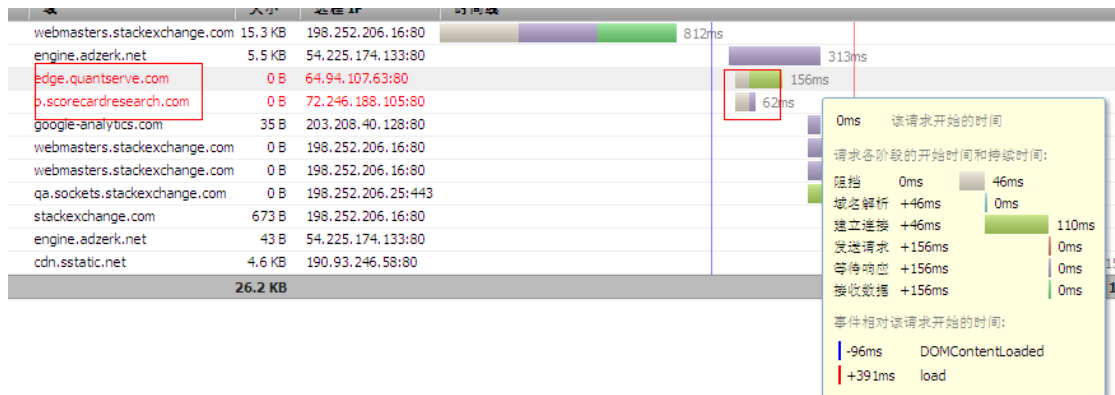 域 大小 远程 IP 时间线
webmasters.stackexchange.com 15.3 KB 198.252.206.16:80 812ms
engine.adzerk.net 5.5 KB 54.225.174.133:80 313ms
edge.quantserve.com 0 B 64.94.107.63:80 156ms
b.scorecardresearch.com 0 B 72.246.188.105:80 62ms
google-analytics.com 35 B 203.208.40.128:80
webmasters.stackexchange.com 0 B 198.252.206.16:80
webmasters.stackexchange.com 0 B 198.252.206.16:80
qa.sockets.stackexchange.com 0 B 198.252.206.25:443
stackexchange.com 673 B 198.252.206.16:80
engine.adzerk.net 43 B 54.225.174.133:80
cdn.sstatic.net 4.6 KB 190.93.246.58:80
26.2 KB
0ms 该请求开始的时间
请求各阶段的开始时间和持续时间:
阻挡 0ms 46ms
域名解析 +46ms 0ms
建立连接 +46ms 110ms
发送请求 +156ms 0ms
等待响应 +156ms 0ms
接收数据 +156ms 0ms
事件相对该请求开始的时间:
-96ms DOMContentLoaded
+391ms load